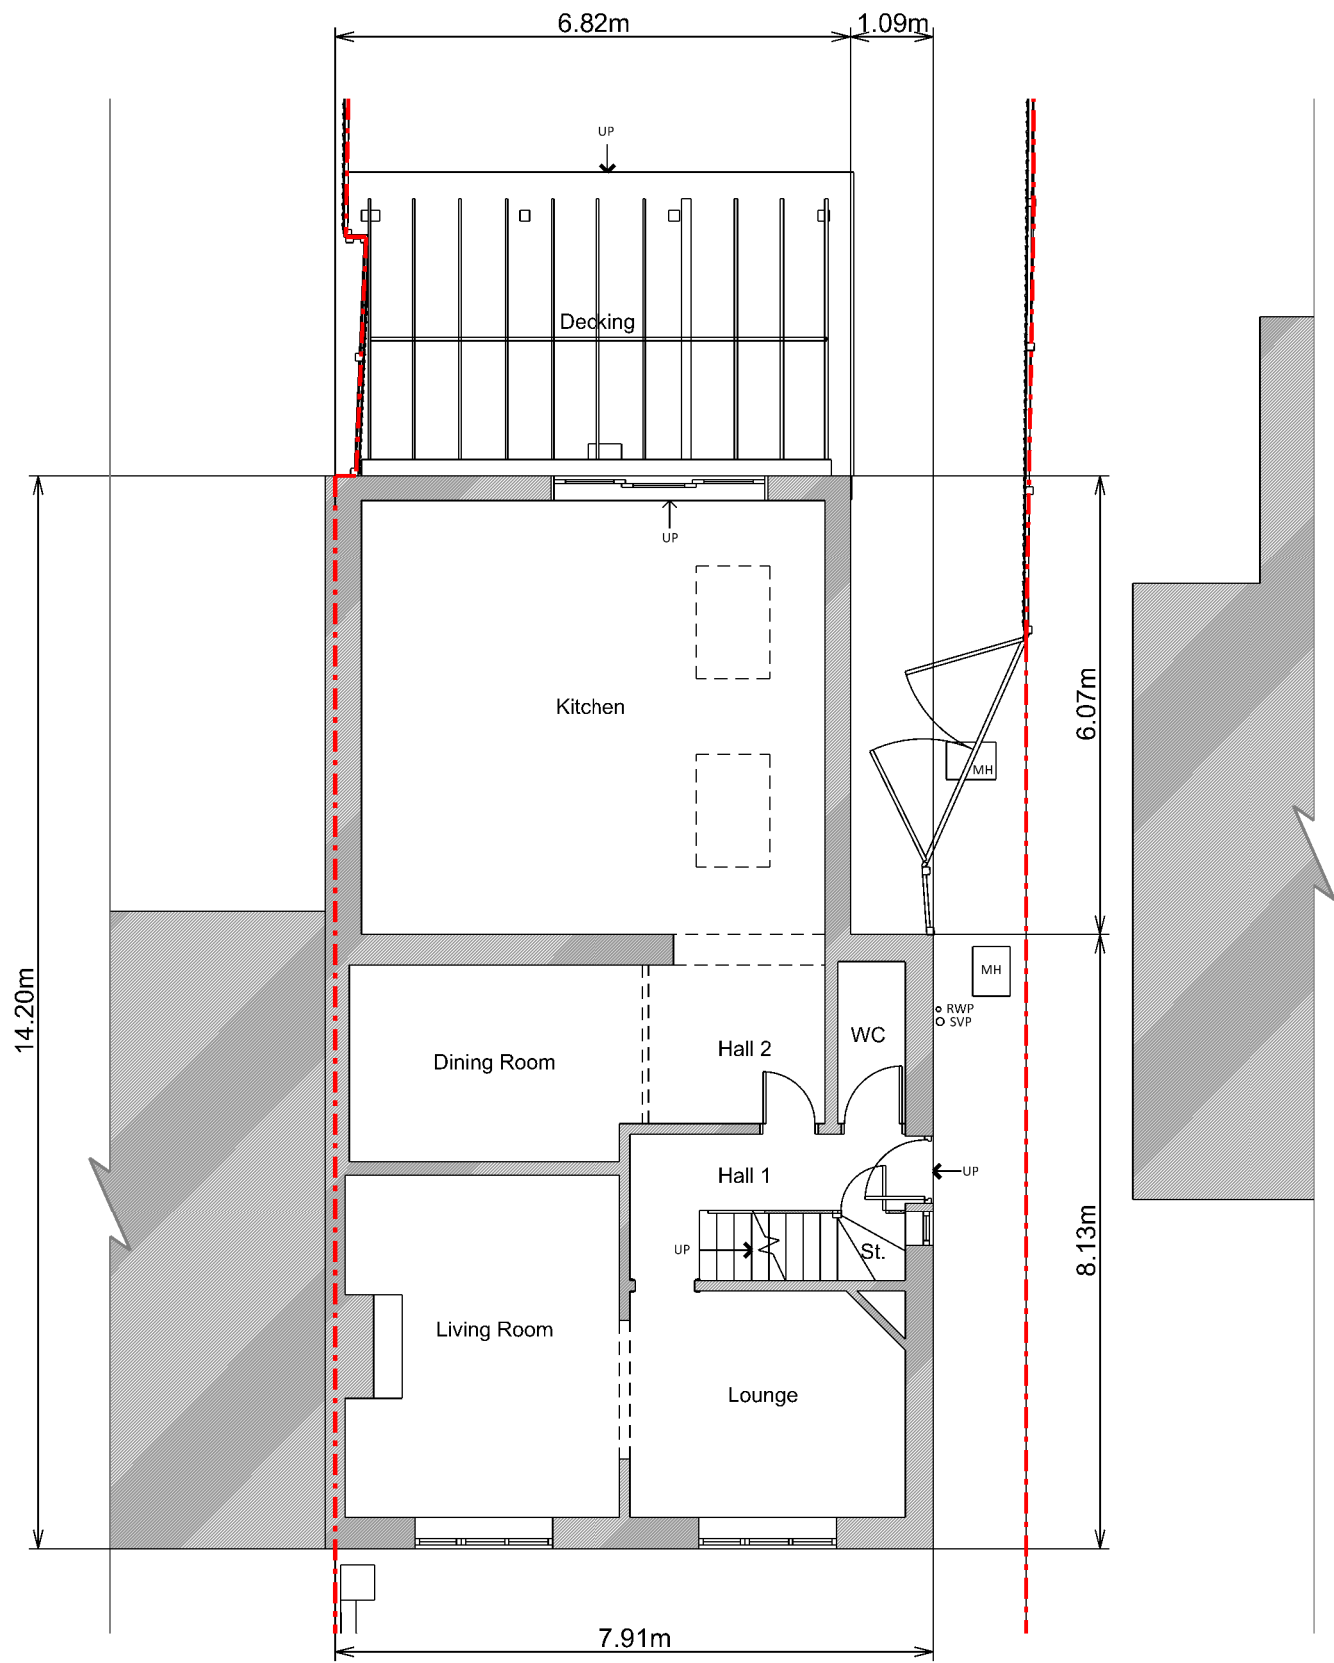 6.82m
1.09m
UP
Decking
UP
Kitchen
6.07m
MH
14.20m
MH
RWP
SVP
WC
Hall 2
Dining Room
Hall 1
UP
8.13m
UP
St.
Living Room
Lounge
7.91m